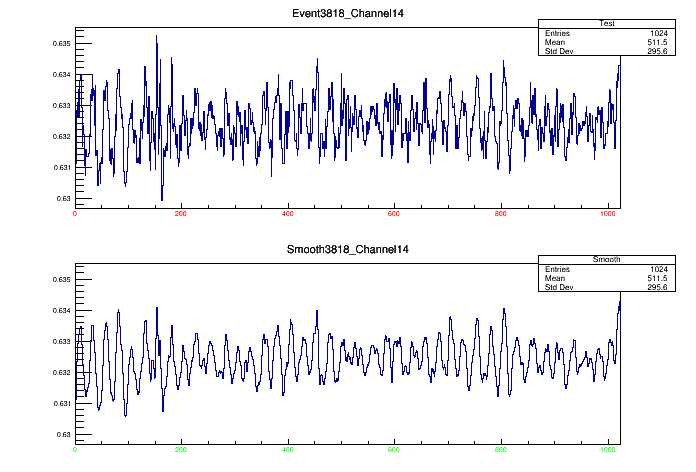 Event3818_Channel14
Test
Entries 1024
Mean 511.5
Std Dev 295.6
0.635
0.634
0.633
0.632
0.631
0.63
0 200 400 600 800 1000
Smooth3818_Channel14
Smooth
Entries 1024
Mean 511.5
Std Dev 295.6
0.635
0.634
0.633
0.632
0.631
0.63
0 200 400 600 800 1000